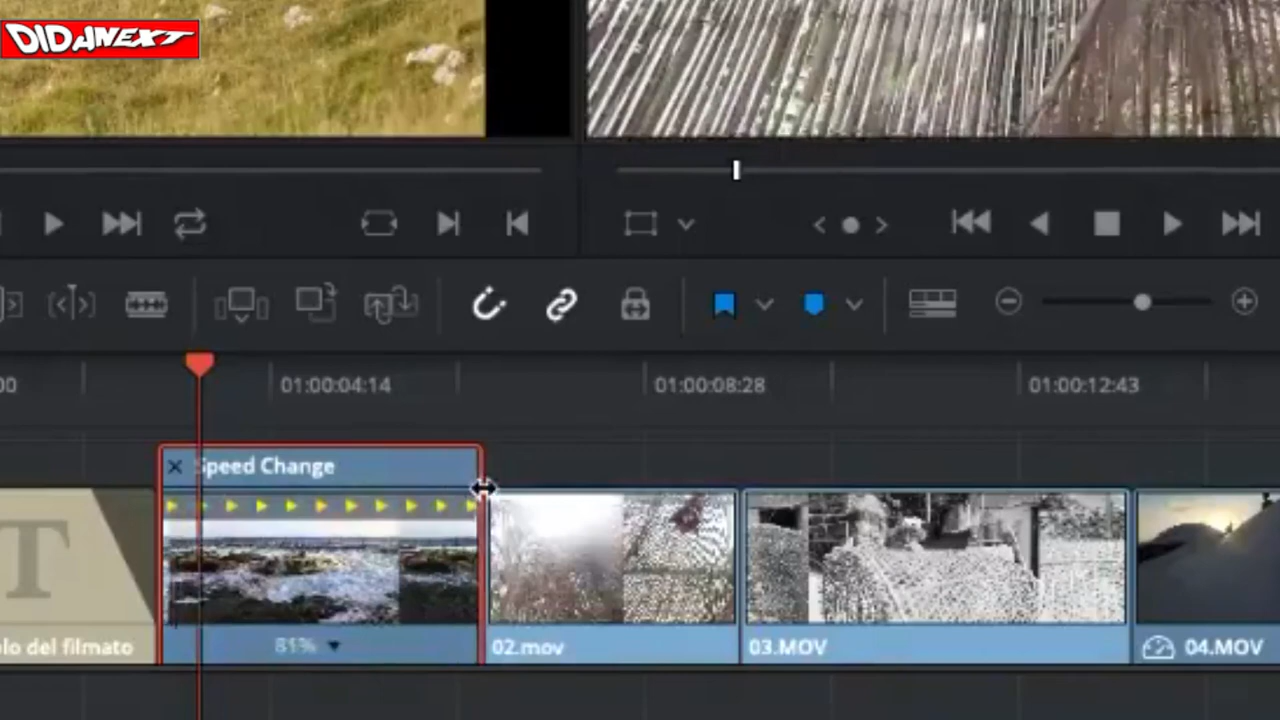 DIDANEXT
00
01:00:04:14
01:00:08:28
01:00:12:43
Speed Change
T
lo del filmato
81%
02.mov
03.MOV
04.MOV